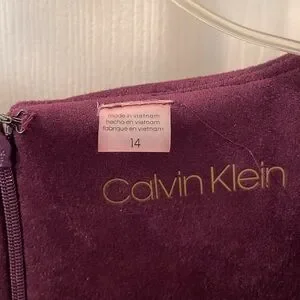 made in vietnam
hecho en vietnam
fabriqué en vietnam
14
Calvin Klein